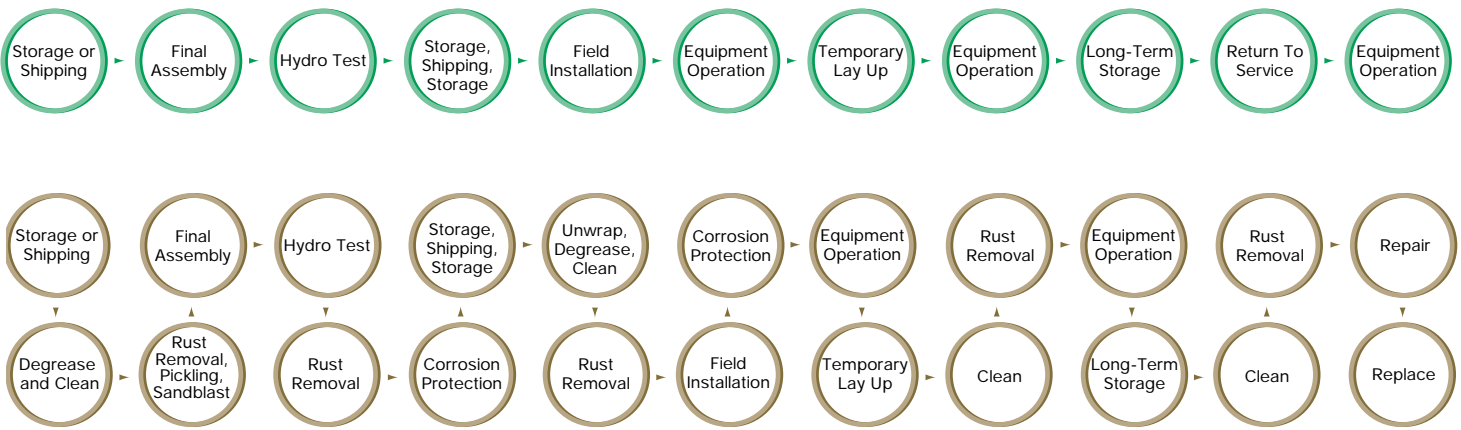 Storage or
Shipping
Final
Assembly
Hydro Test
Storage,
Shipping,
Storage
Field
Installation
Equipment
Operation
Temporary
Lay Up
Equipment
Operation
Long-Term
Storage
Return To
Service
Equipment
Operation
Storage or
Shipping
Final
Assembly
Hydro Test
Storage,
Shipping,
Storage
Unwrap,
Degrease,
Clean
Corrosion
Protection
Equipment
Operation
Rust
Removal
Equipment
Operation
Rust
Removal
Repair
Degrease
and Clean
Rust
Removal,
Pickling,
Sandblast
Rust
Removal
Corrosion
Protection
Rust
Removal
Field
Installation
Temporary
Lay Up
Clean
Long-Term
Storage
Clean
Replace